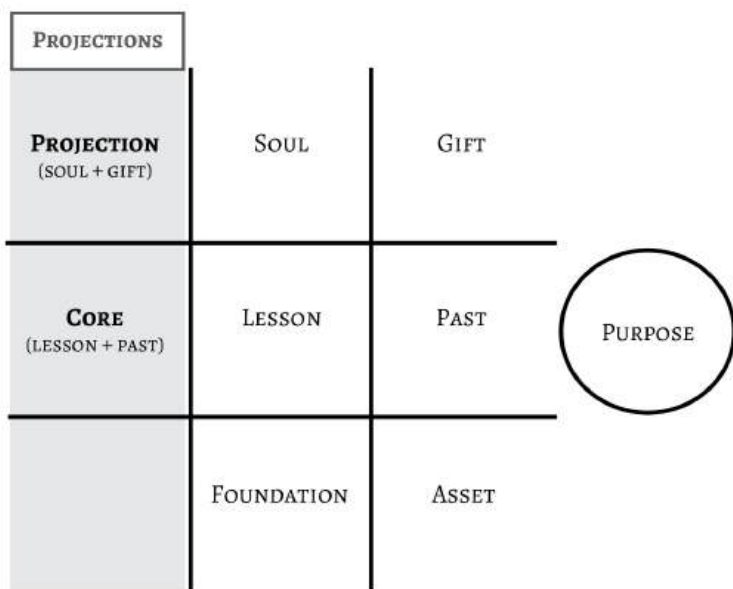 PROJECTIONS
PROJECTION
(SOUL + GIFT)
SOUL
GIFT
CORE
(LESSON + PAST)
LESSON
PAST
PURPOSE
FOUNDATION
ASSET